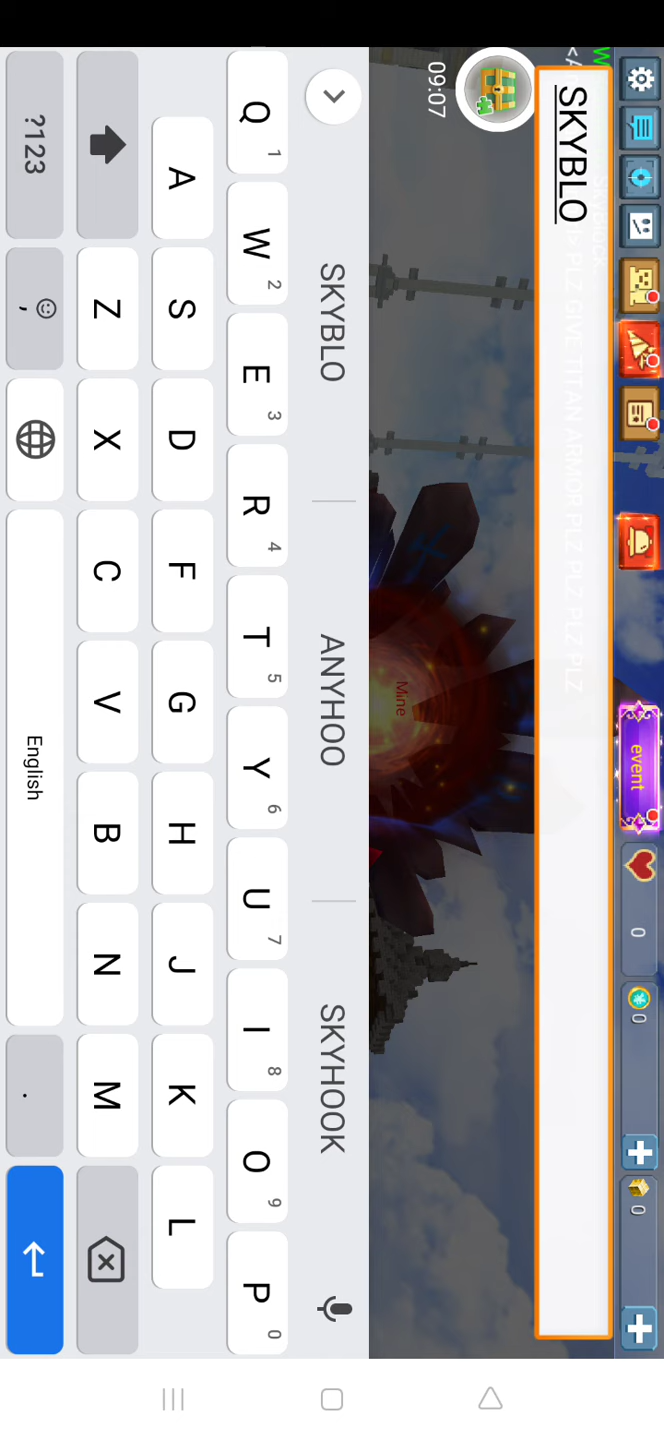 event
0
0
0
SKYBLO
Skyblock.
PLZ GIVE TITAN ARMOR PLZ PLZ PLZ PLZ
09:07
Mine
SKYBLO ANYHOO SKYHOOK
Q 1 W 2 E 3 R 4 T 5 Y 6 U 7 I 8 O 9 P 0
A S D F G H J K L
Z X C V B N M
?123 , English .